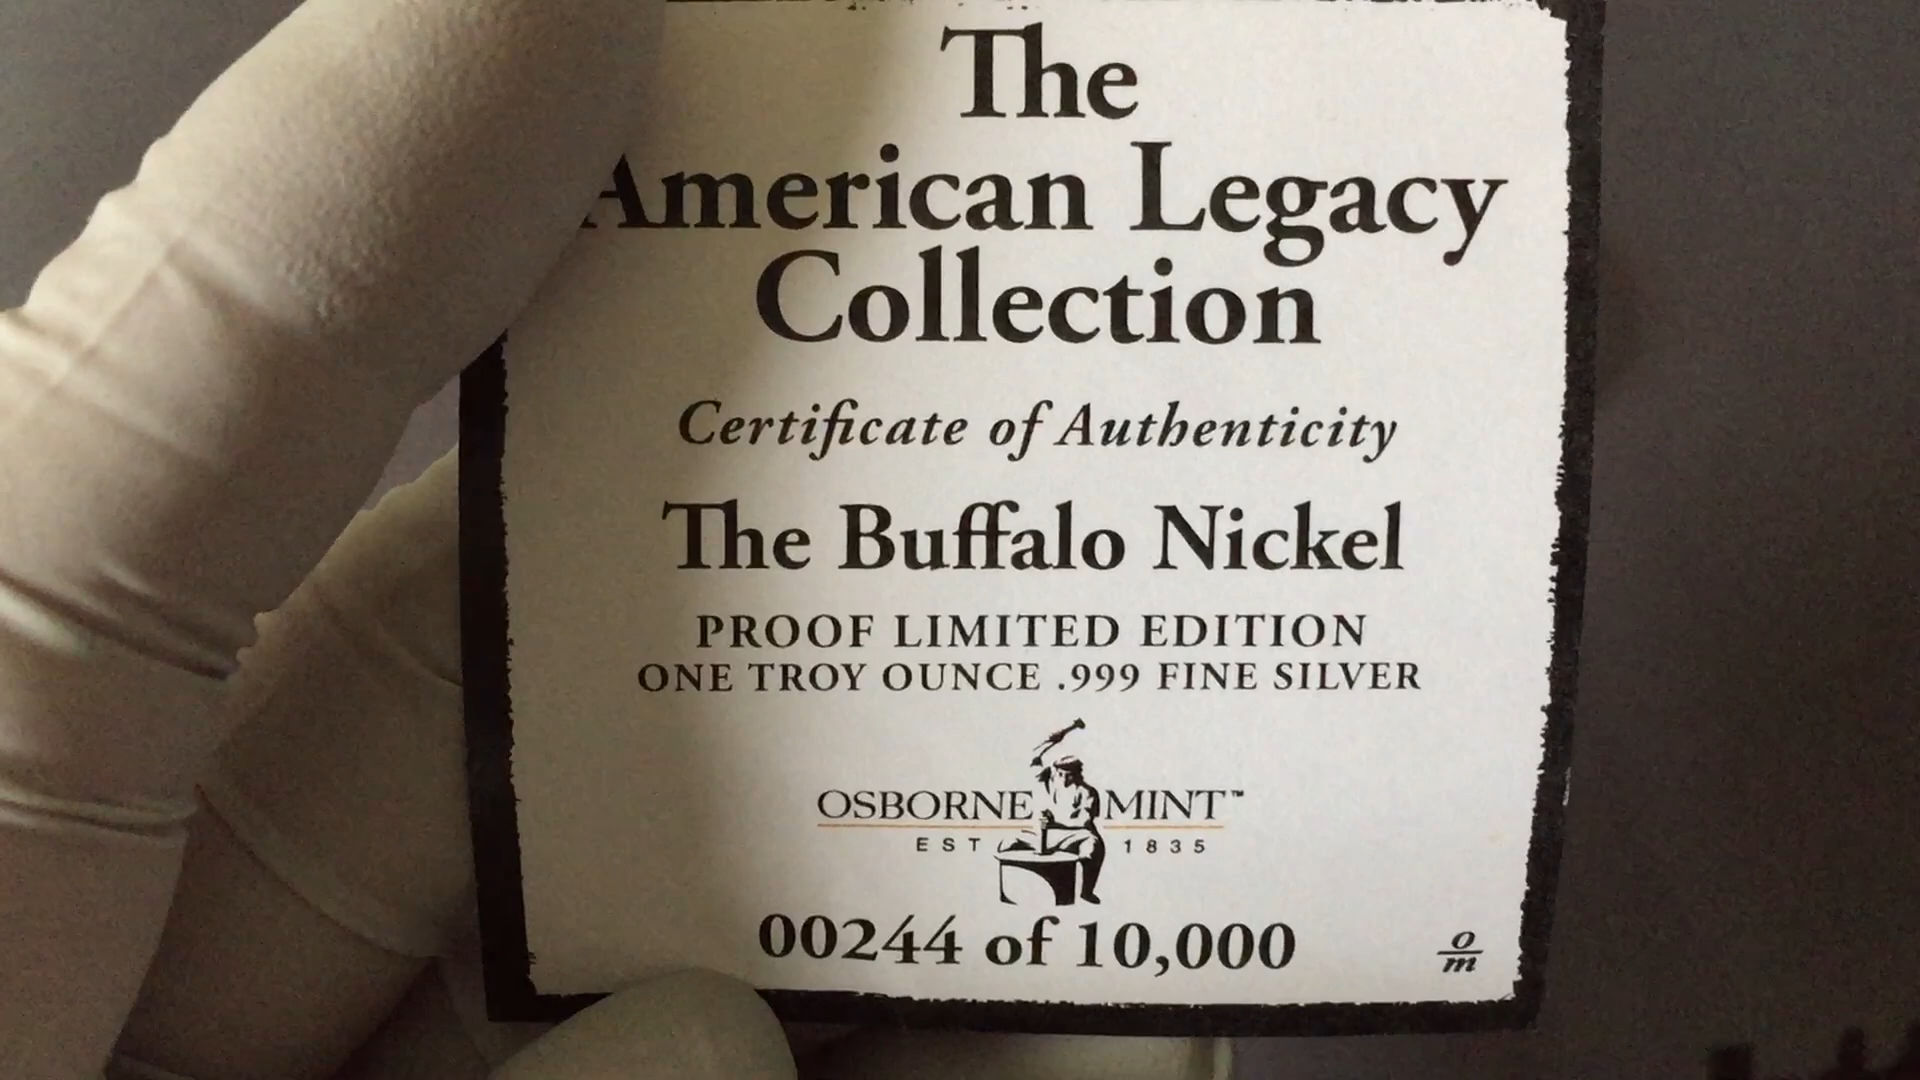 The
American Legacy
Collection
Certificate of Authenticity
The Buffalo Nickel
PROOF LIMITED EDITION
ONE TROY OUNCE .999 FINE SILVER
OSBORNE MINT™
EST 1835
00244 of 10,000
o
m